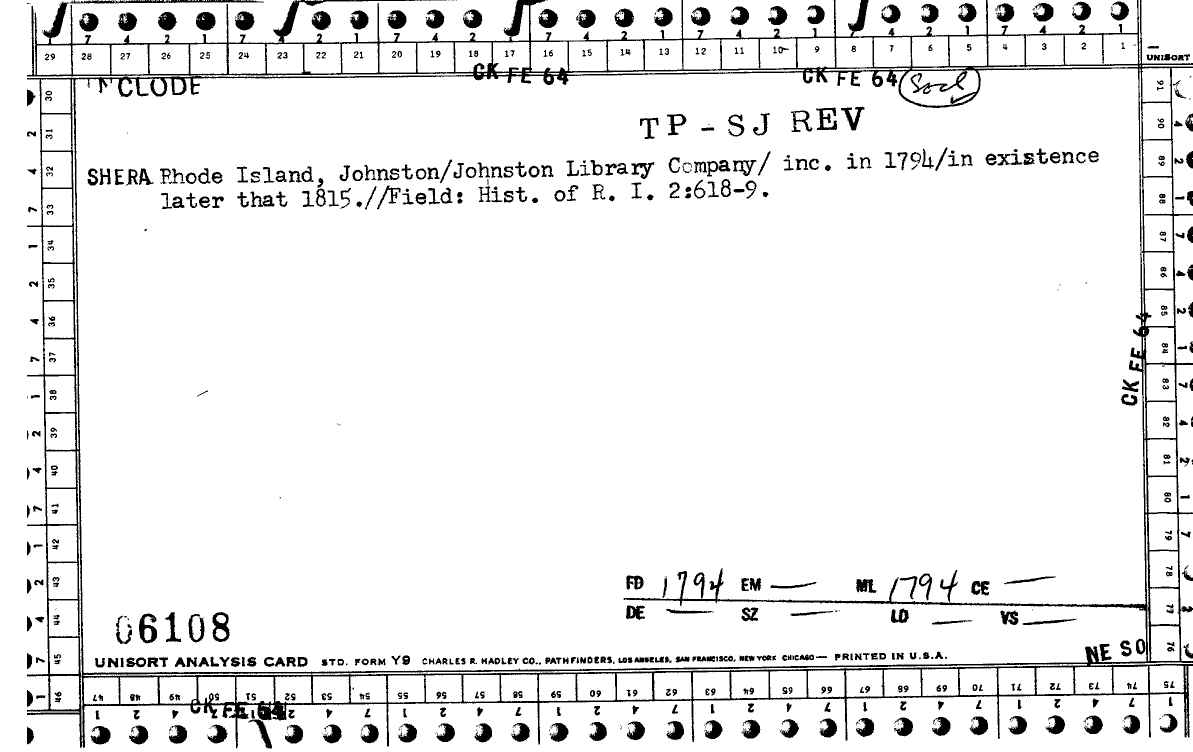 7 4 2 1 7 4 2 1 7 4 2 1 7 4 2 1 7 4 2 1 7 4 2 1 7 4 2 1
29 28 27 26 25 24 23 22 21 20 19 18 17 16 15 14 13 12 11 10 9 8 7 6 5 4 3 2 1
UNISORT
CK FE 64 CK FE 64
NCLODE
TP - SJ REV
SHERA Rhode Island, Johnston/Johnston Library Company/ inc. in 1794/in existence
later that 1815.//Field: Hist. of R. I. 2:618-9.
30 31 32 33 34 35 36 37 38 39 40 41 42 43 44 45 46
91 90 89 88 87 86 85 84 83 82 81 80 79 78 77 76
CK FE 64
FD 1794 EM — ML 1794 CE —
DE — SZ — LO — VS —
06108
NE SO
UNISORT ANALYSIS CARD STD. FORM Y9 CHARLES R. HADLEY CO., PATHFINDERS, LOS ANGELES, SAN FRANCISCO, NEW YORK CHICAGO— PRINTED IN U.S.A.
47 48 49 50 51 52 53 54 55 56 57 58 59 60 61 62 63 64 65 66 67 68 69 70 71 72 73 74 75
CK FE 64